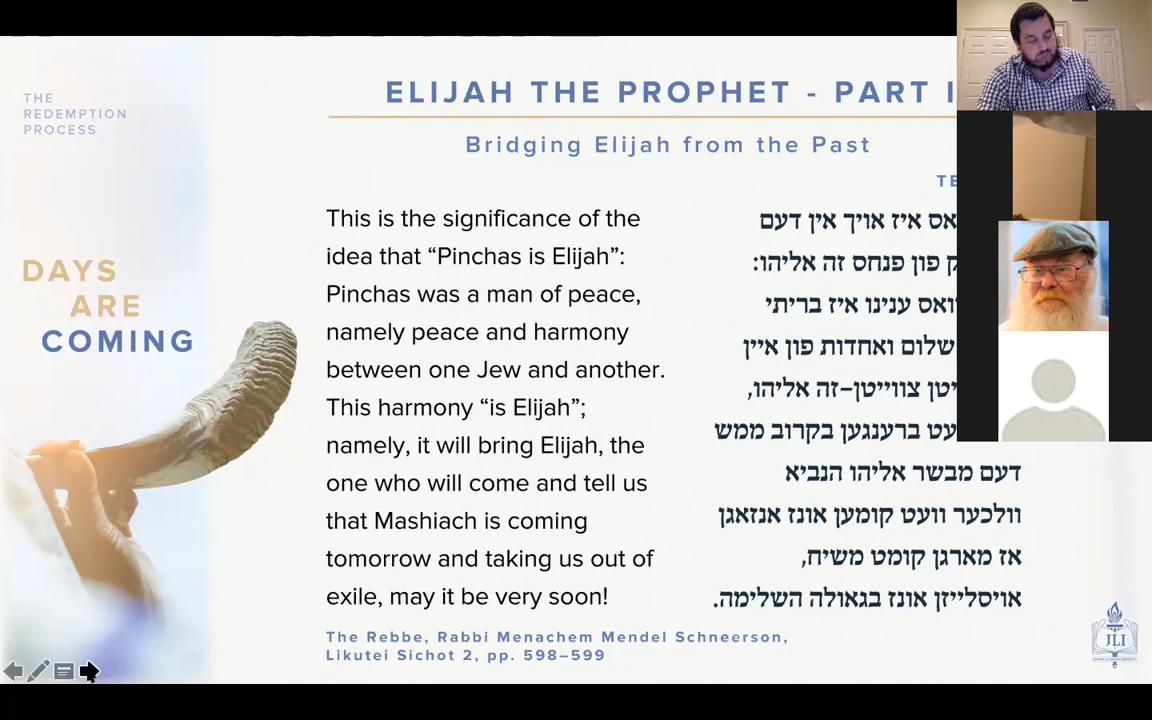 THE
REDEMPTION
PROCESS
DAYS
ARE
COMING
ELIJAH THE PROPHET - PART
Bridging Elijah from the Past
This is the significance of the
idea that “Pinchas is Elijah”:
Pinchas was a man of peace,
namely peace and harmony
between one Jew and another.
This harmony “is Elijah”;
namely, it will bring Elijah, the
one who will come and tell us
that Mashiach is coming
tomorrow and taking us out of
exile, may it be very soon!
איז אויך אין דעם
פון פנחס זה אליהו:
ענינו איז בריתי
שלום ואחדות פון איין
צווייטן–זה אליהו,
ברענגען בקרוב ממש
דעם מבשר אליהו הנביא
וולכער וועט קומען אונז אנזאגן
אז מארגן קומט משיח,
אויסלייזן אונז בגאולה השלימה.
The Rebbe, Rabbi Menachem Mendel Schneerson,
Likutei Sichot 2, pp. 598–599
JLI